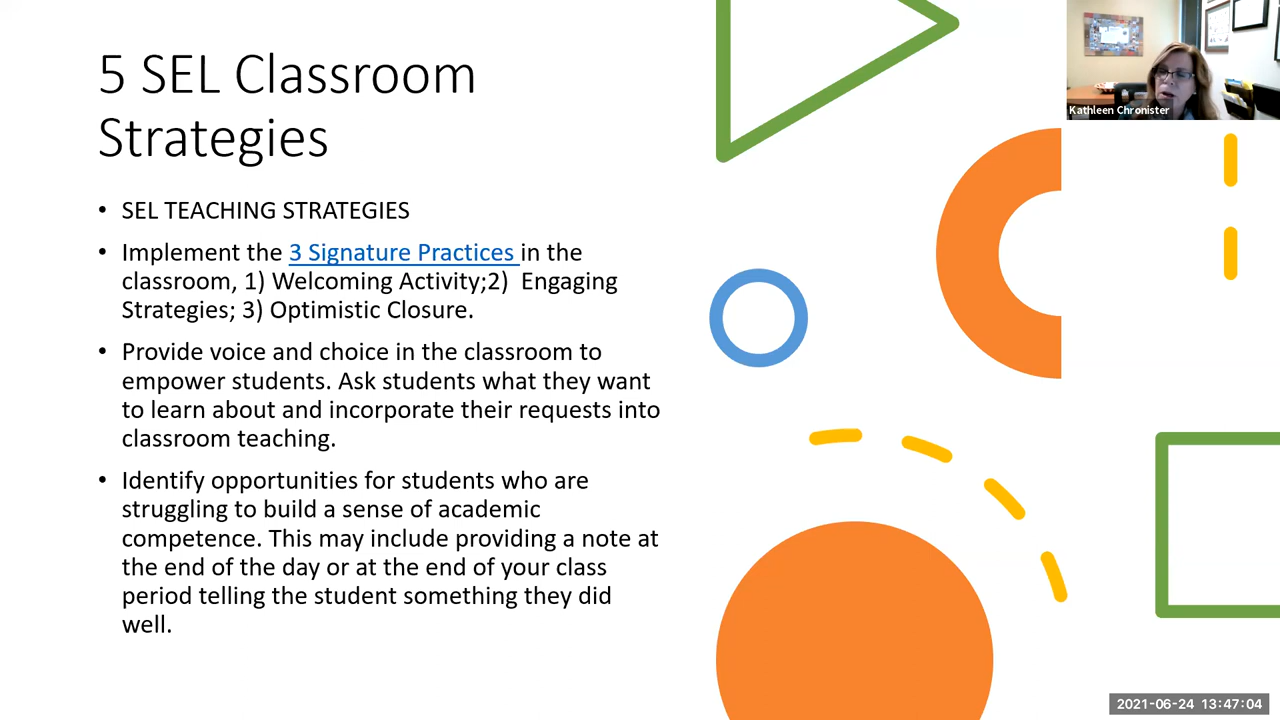 5 SEL Classroom
Strategies
• SEL TEACHING STRATEGIES
• Implement the 3 Signature Practices in the
classroom, 1) Welcoming Activity;2)  Engaging
Strategies; 3) Optimistic Closure.
• Provide voice and choice in the classroom to
empower students. Ask students what they want
to learn about and incorporate their requests into
classroom teaching.
• Identify opportunities for students who are
struggling to build a sense of academic
competence. This may include providing a note at
the end of the day or at the end of your class
period telling the student something they did
well.
Kathleen Chronister
2021-06-24 13:47:04